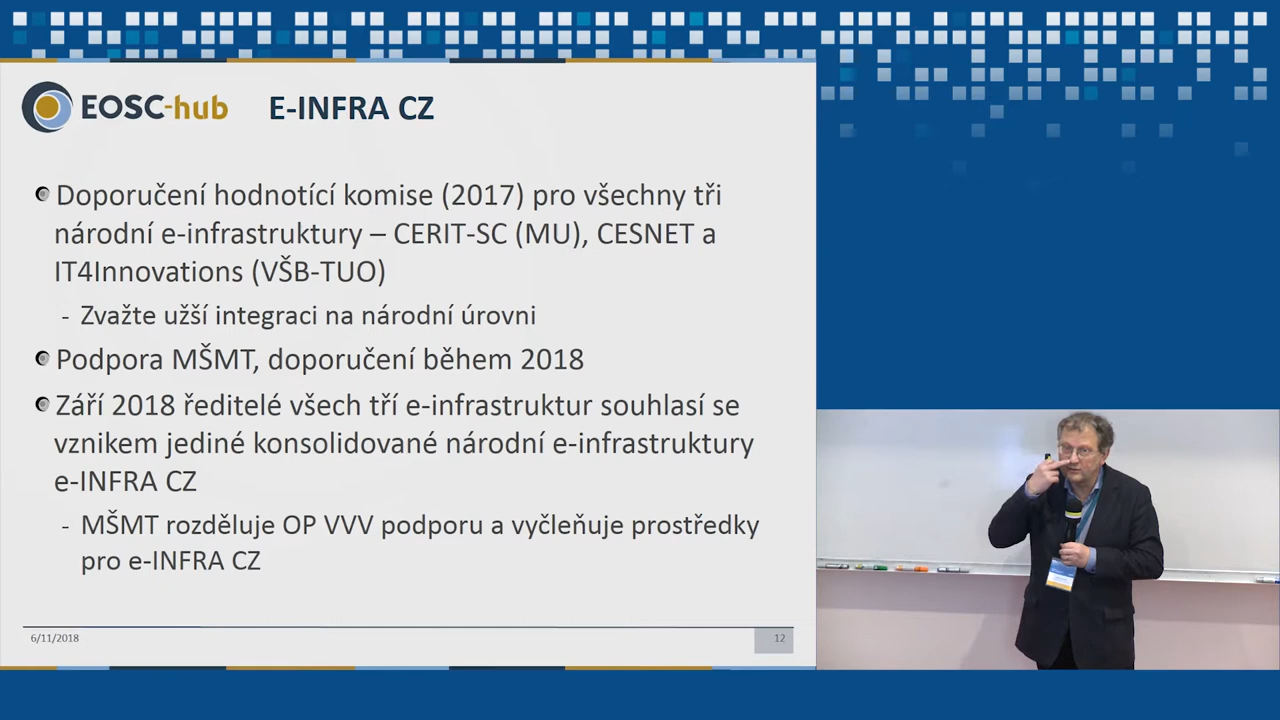 EOSC-hub E-INFRA CZ
Doporučení hodnotící komise (2017) pro všechny tři
národní e-infrastruktury – CERIT-SC (MU), CESNET a
IT4Innovations (VŠB-TUO)
- Zvažte užší integraci na národní úrovni
Podpora MŠMT, doporučení během 2018
Září 2018 ředitelé všech tří e-infrastruktur souhlasí se
vznikem jediné konsolidované národní e-infrastruktury
e-INFRA CZ
- MŠMT rozděluje OP VVV podporu a vyčleňuje prostředky
pro e-INFRA CZ
6/11/2018
12